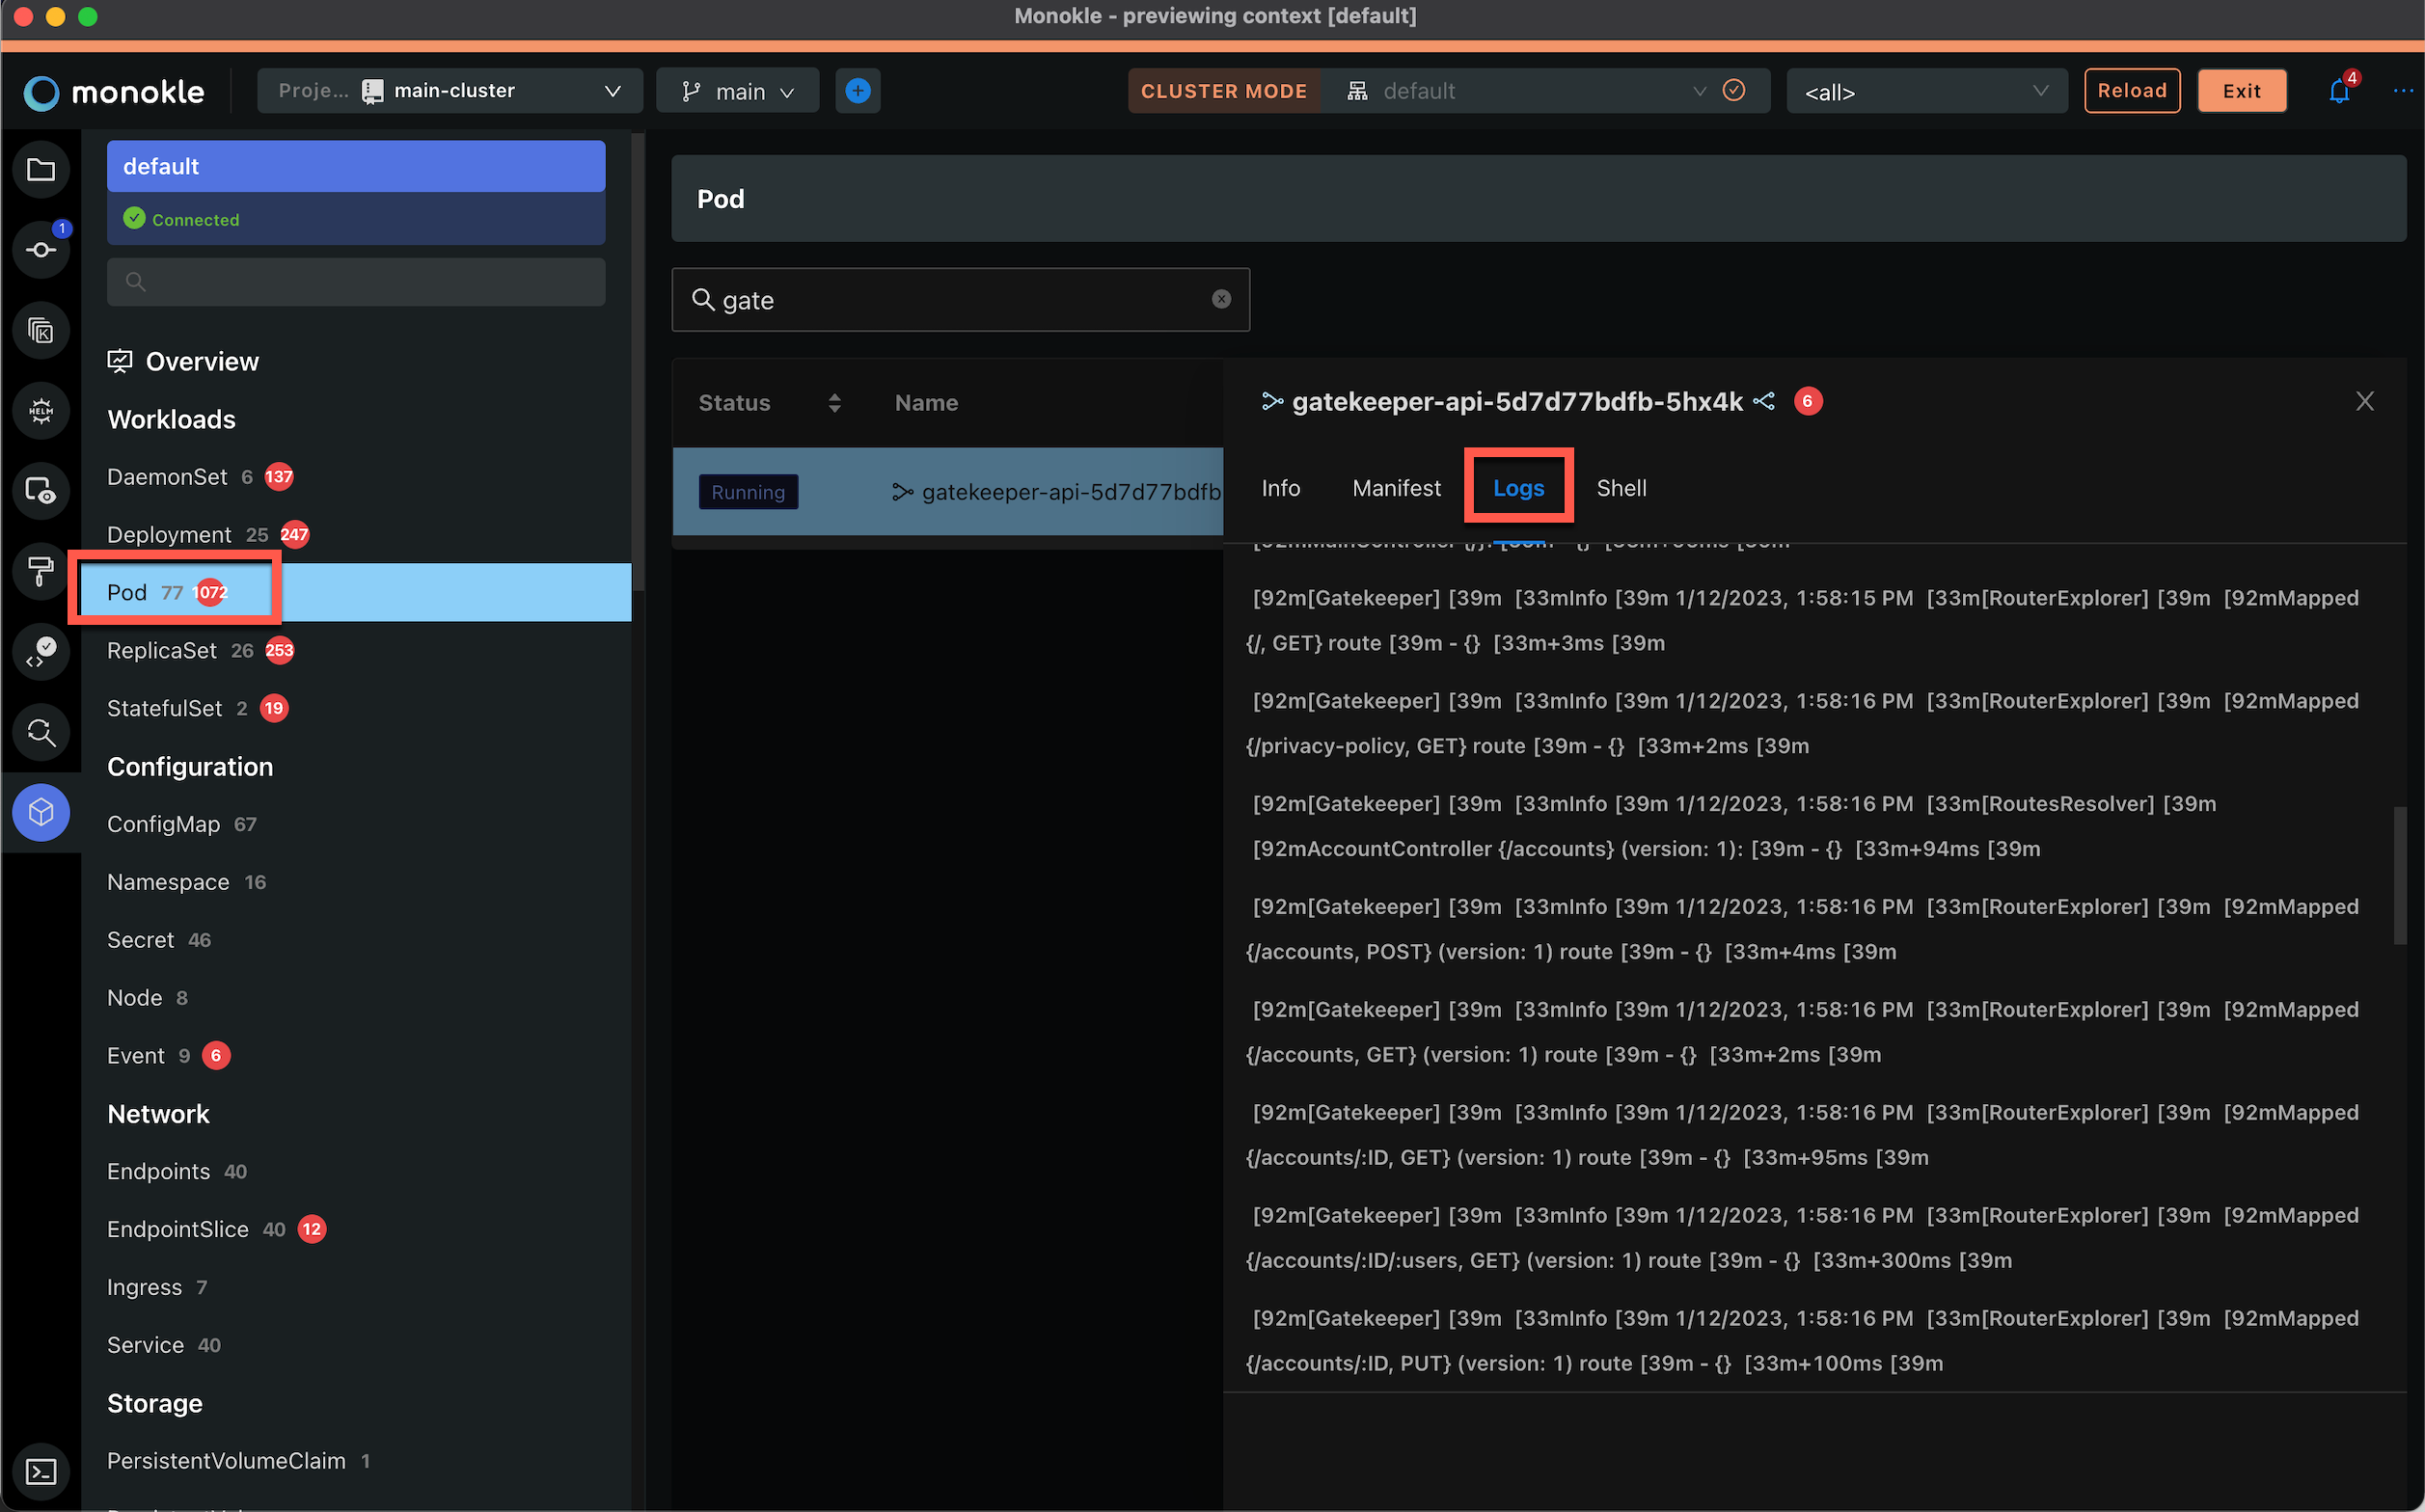 Monokle - previewing context [default]
monokle
Proje... main-cluster
main
CLUSTER MODE default
<all>
Reload
Exit
4
default
Connected
1
HELM
Overview
Workloads
DaemonSet 6 137
Deployment 25 247
Pod 77 1072
ReplicaSet 26 253
StatefulSet 2 19
Configuration
ConfigMap 67
Namespace 16
Secret 46
Node 8
Event 9 6
Network
Endpoints 40
EndpointSlice 40 12
Ingress 7
Service 40
Storage
PersistentVolumeClaim 1
Pod
gate
Status Name
Running gatekeeper-api-5d7d77bdfb
gatekeeper-api-5d7d77bdfb-5hx4k 6
Info Manifest Logs Shell
[92m[Gatekeeper] [39m [33mInfo [39m 1/12/2023, 1:58:15 PM [33m[RouterExplorer] [39m [92mMapped
{/, GET} route [39m - {} [33m+3ms [39m
[92m[Gatekeeper] [39m [33mInfo [39m 1/12/2023, 1:58:16 PM [33m[RouterExplorer] [39m [92mMapped
{/privacy-policy, GET} route [39m - {} [33m+2ms [39m
[92m[Gatekeeper] [39m [33mInfo [39m 1/12/2023, 1:58:16 PM [33m[RoutesResolver] [39m
[92mAccountController {/accounts} (version: 1): [39m - {} [33m+94ms [39m
[92m[Gatekeeper] [39m [33mInfo [39m 1/12/2023, 1:58:16 PM [33m[RouterExplorer] [39m [92mMapped
{/accounts, POST} (version: 1) route [39m - {} [33m+4ms [39m
[92m[Gatekeeper] [39m [33mInfo [39m 1/12/2023, 1:58:16 PM [33m[RouterExplorer] [39m [92mMapped
{/accounts, GET} (version: 1) route [39m - {} [33m+2ms [39m
[92m[Gatekeeper] [39m [33mInfo [39m 1/12/2023, 1:58:16 PM [33m[RouterExplorer] [39m [92mMapped
{/accounts/:ID, GET} (version: 1) route [39m - {} [33m+95ms [39m
[92m[Gatekeeper] [39m [33mInfo [39m 1/12/2023, 1:58:16 PM [33m[RouterExplorer] [39m [92mMapped
{/accounts/:ID/:users, GET} (version: 1) route [39m - {} [33m+300ms [39m
[92m[Gatekeeper] [39m [33mInfo [39m 1/12/2023, 1:58:16 PM [33m[RouterExplorer] [39m [92mMapped
{/accounts/:ID, PUT} (version: 1) route [39m - {} [33m+100ms [39m